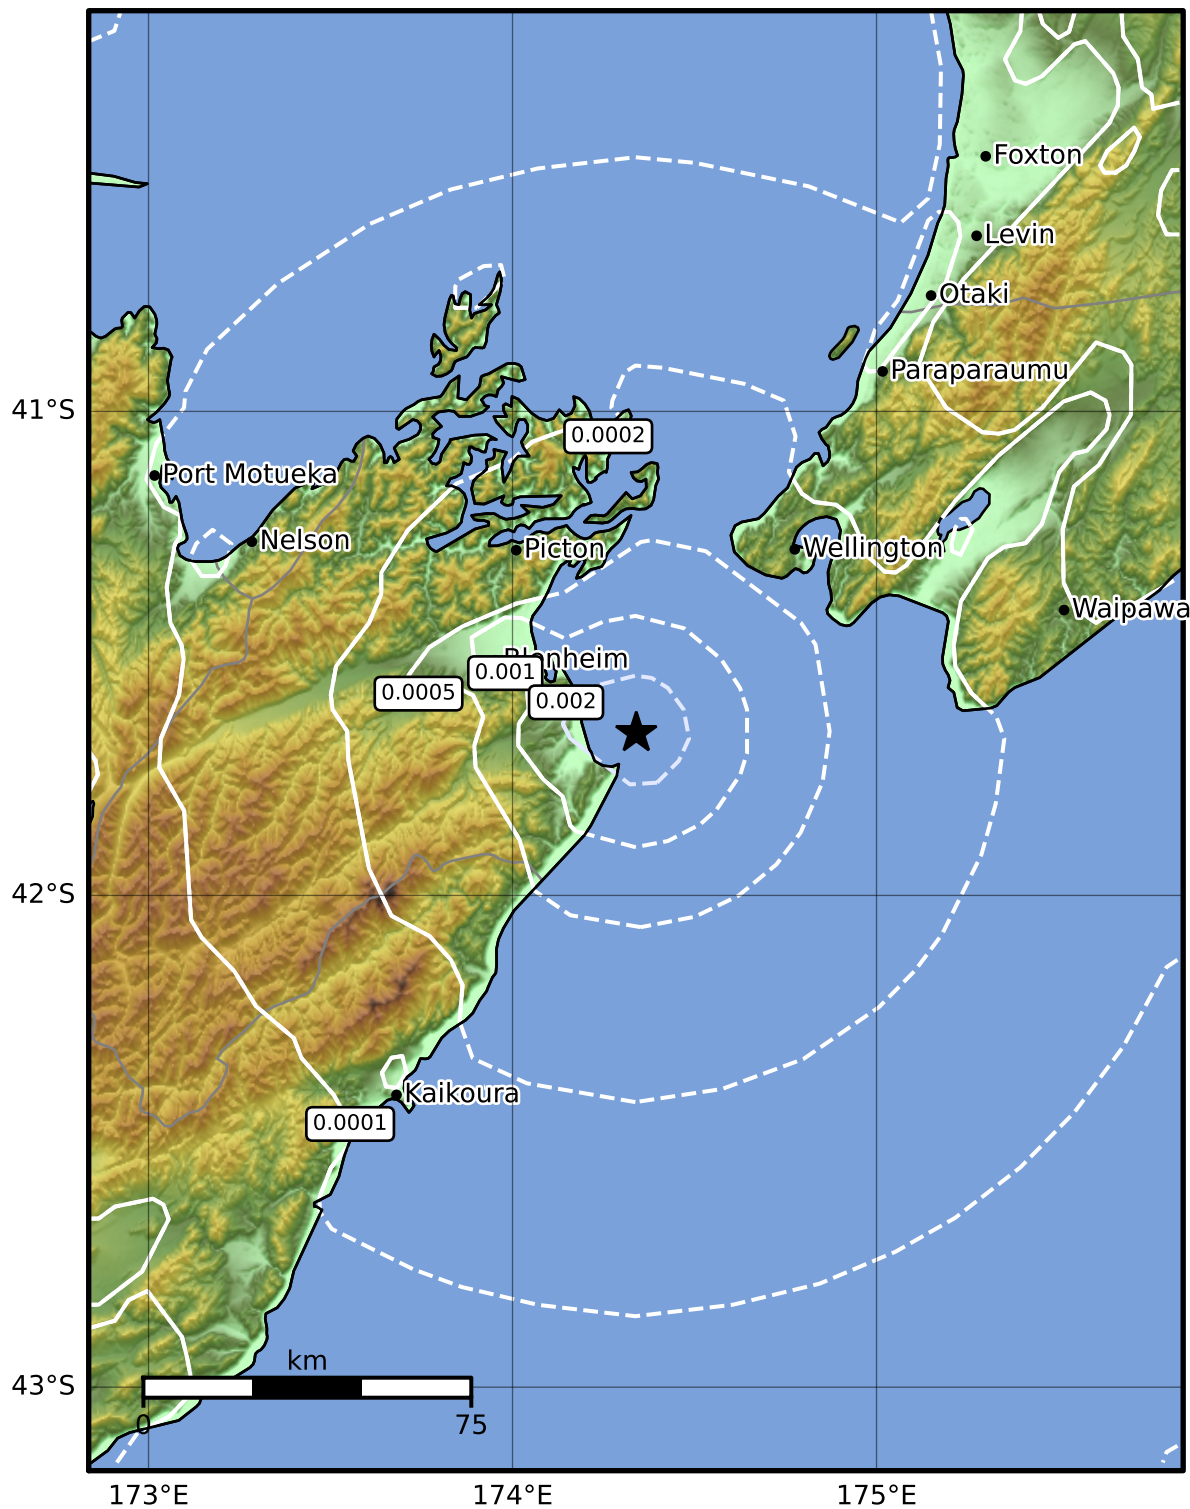 Foxton
Levin
Otaki
Paraparaumu
41°S
0.0002
Port Motueka
Nelson
Picton
Wellington
Waipawa
Blenheim
0.001
0.0005
0.002
42°S
Kaikoura
0.0001
km
43°S
0
75
173°E
174°E
175°E